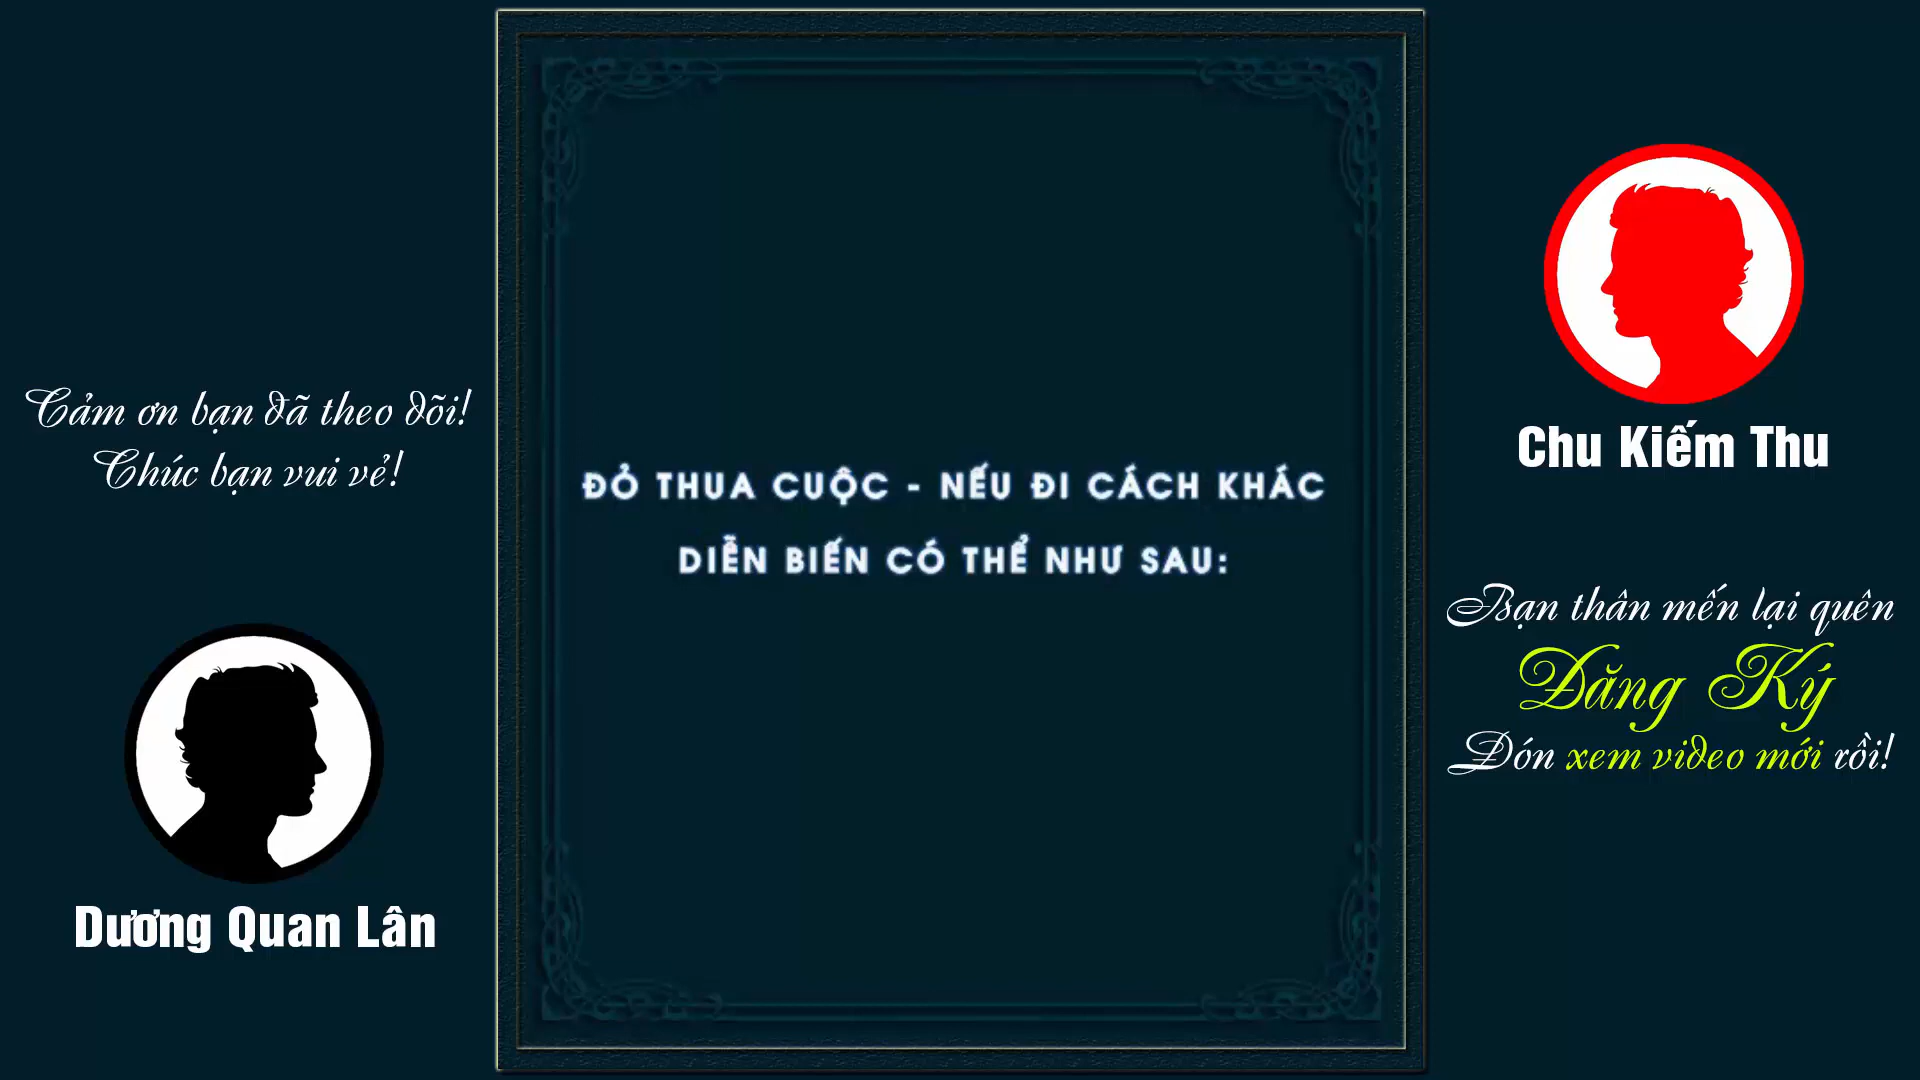 Cảm ơn bạn đã theo dõi!
Chúc bạn vui vẻ!
Dương Quan Lân
ĐỎ THUA CUỘC - NẾU ĐI CÁCH KHÁC
DIỄN BIẾN CÓ THỂ NHƯ SAU:
Chu Kiếm Thu
Bạn thân mến lại quên
Đăng Ký
Đón xem video mới rồi!